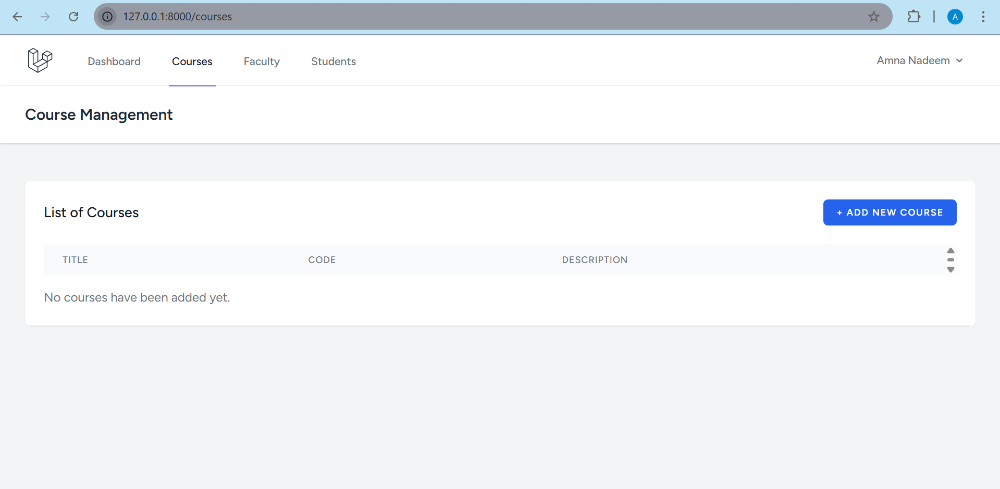 127.0.0.1:8000/courses
A
Dashboard Courses Faculty Students Amna Nadeem
Course Management
List of Courses + ADD NEW COURSE
TITLE CODE DESCRIPTION
No courses have been added yet.